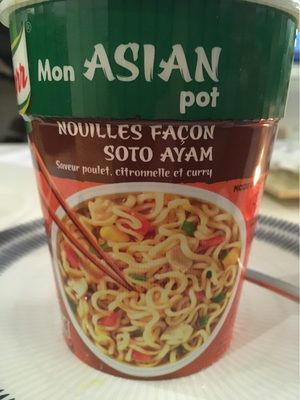 Mon ASIAN
pot
NOUILLES FAÇON
SOTO AYAM
Saveur poulet, citronnelle et curry